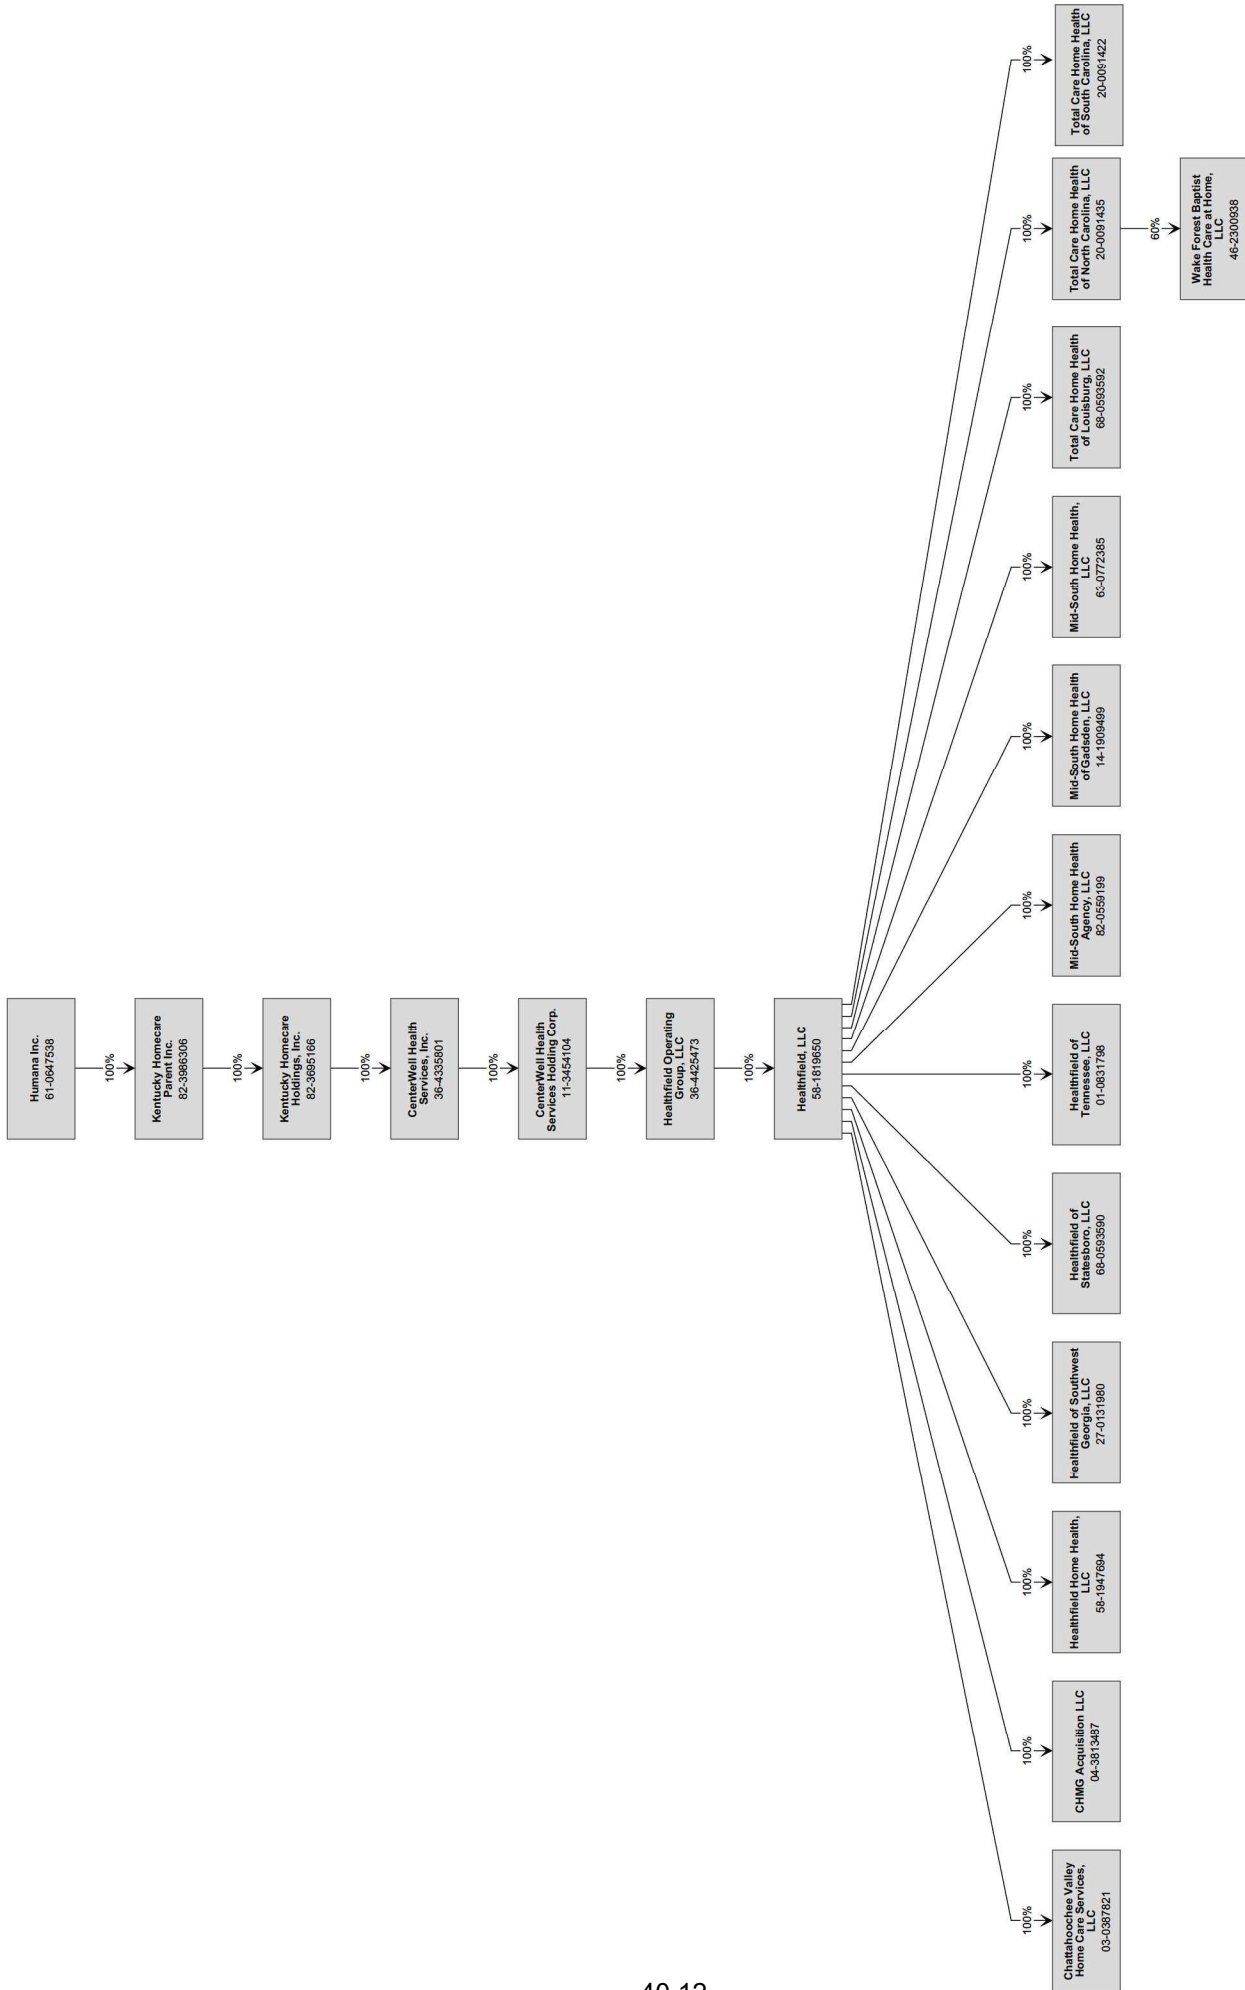 Humana Inc.
61-0647538
100%
Kentucky Homecare
Parent Inc.
82-3986306
100%
Kentucky Homecare
Holdings, Inc.
82-3695166
100%
CenterWell Health
Services, Inc.
36-4335801
100%
CenterWell Health
Services Holding Corp.
11-3454104
100%
Healthfield Operating
Group, LLC
36-4425473
100%
Healthfield, LLC
58-1819650
100%
Chattahoochee Valley
Home Care Services,
LLC
03-0387821
100%
CHMG Acquisition LLC
04-3813487
100%
Healthfield Home Health,
LLC
58-1947694
100%
Healthfield of Southwest
Georgia, LLC
27-0131980
100%
Healthfield of
Statesboro, LLC
68-0593590
100%
Healthfield of
Tennessee, LLC
01-0831798
100%
Mid-South Home Health
Agency, LLC
82-0559199
100%
Mid-South Home Health
of Gadsden, LLC
14-1909499
100%
Mid-South Home Health,
LLC
63-0772385
100%
Total Care Home Health
of Louisburg, LLC
68-0593592
100%
Total Care Home Health
of North Carolina, LLC
20-0091435
100%
Total Care Home Health
of South Carolina, LLC
20-0091422
60%
Wake Forest Baptist
Health Care at Home,
LLC
46-2300938